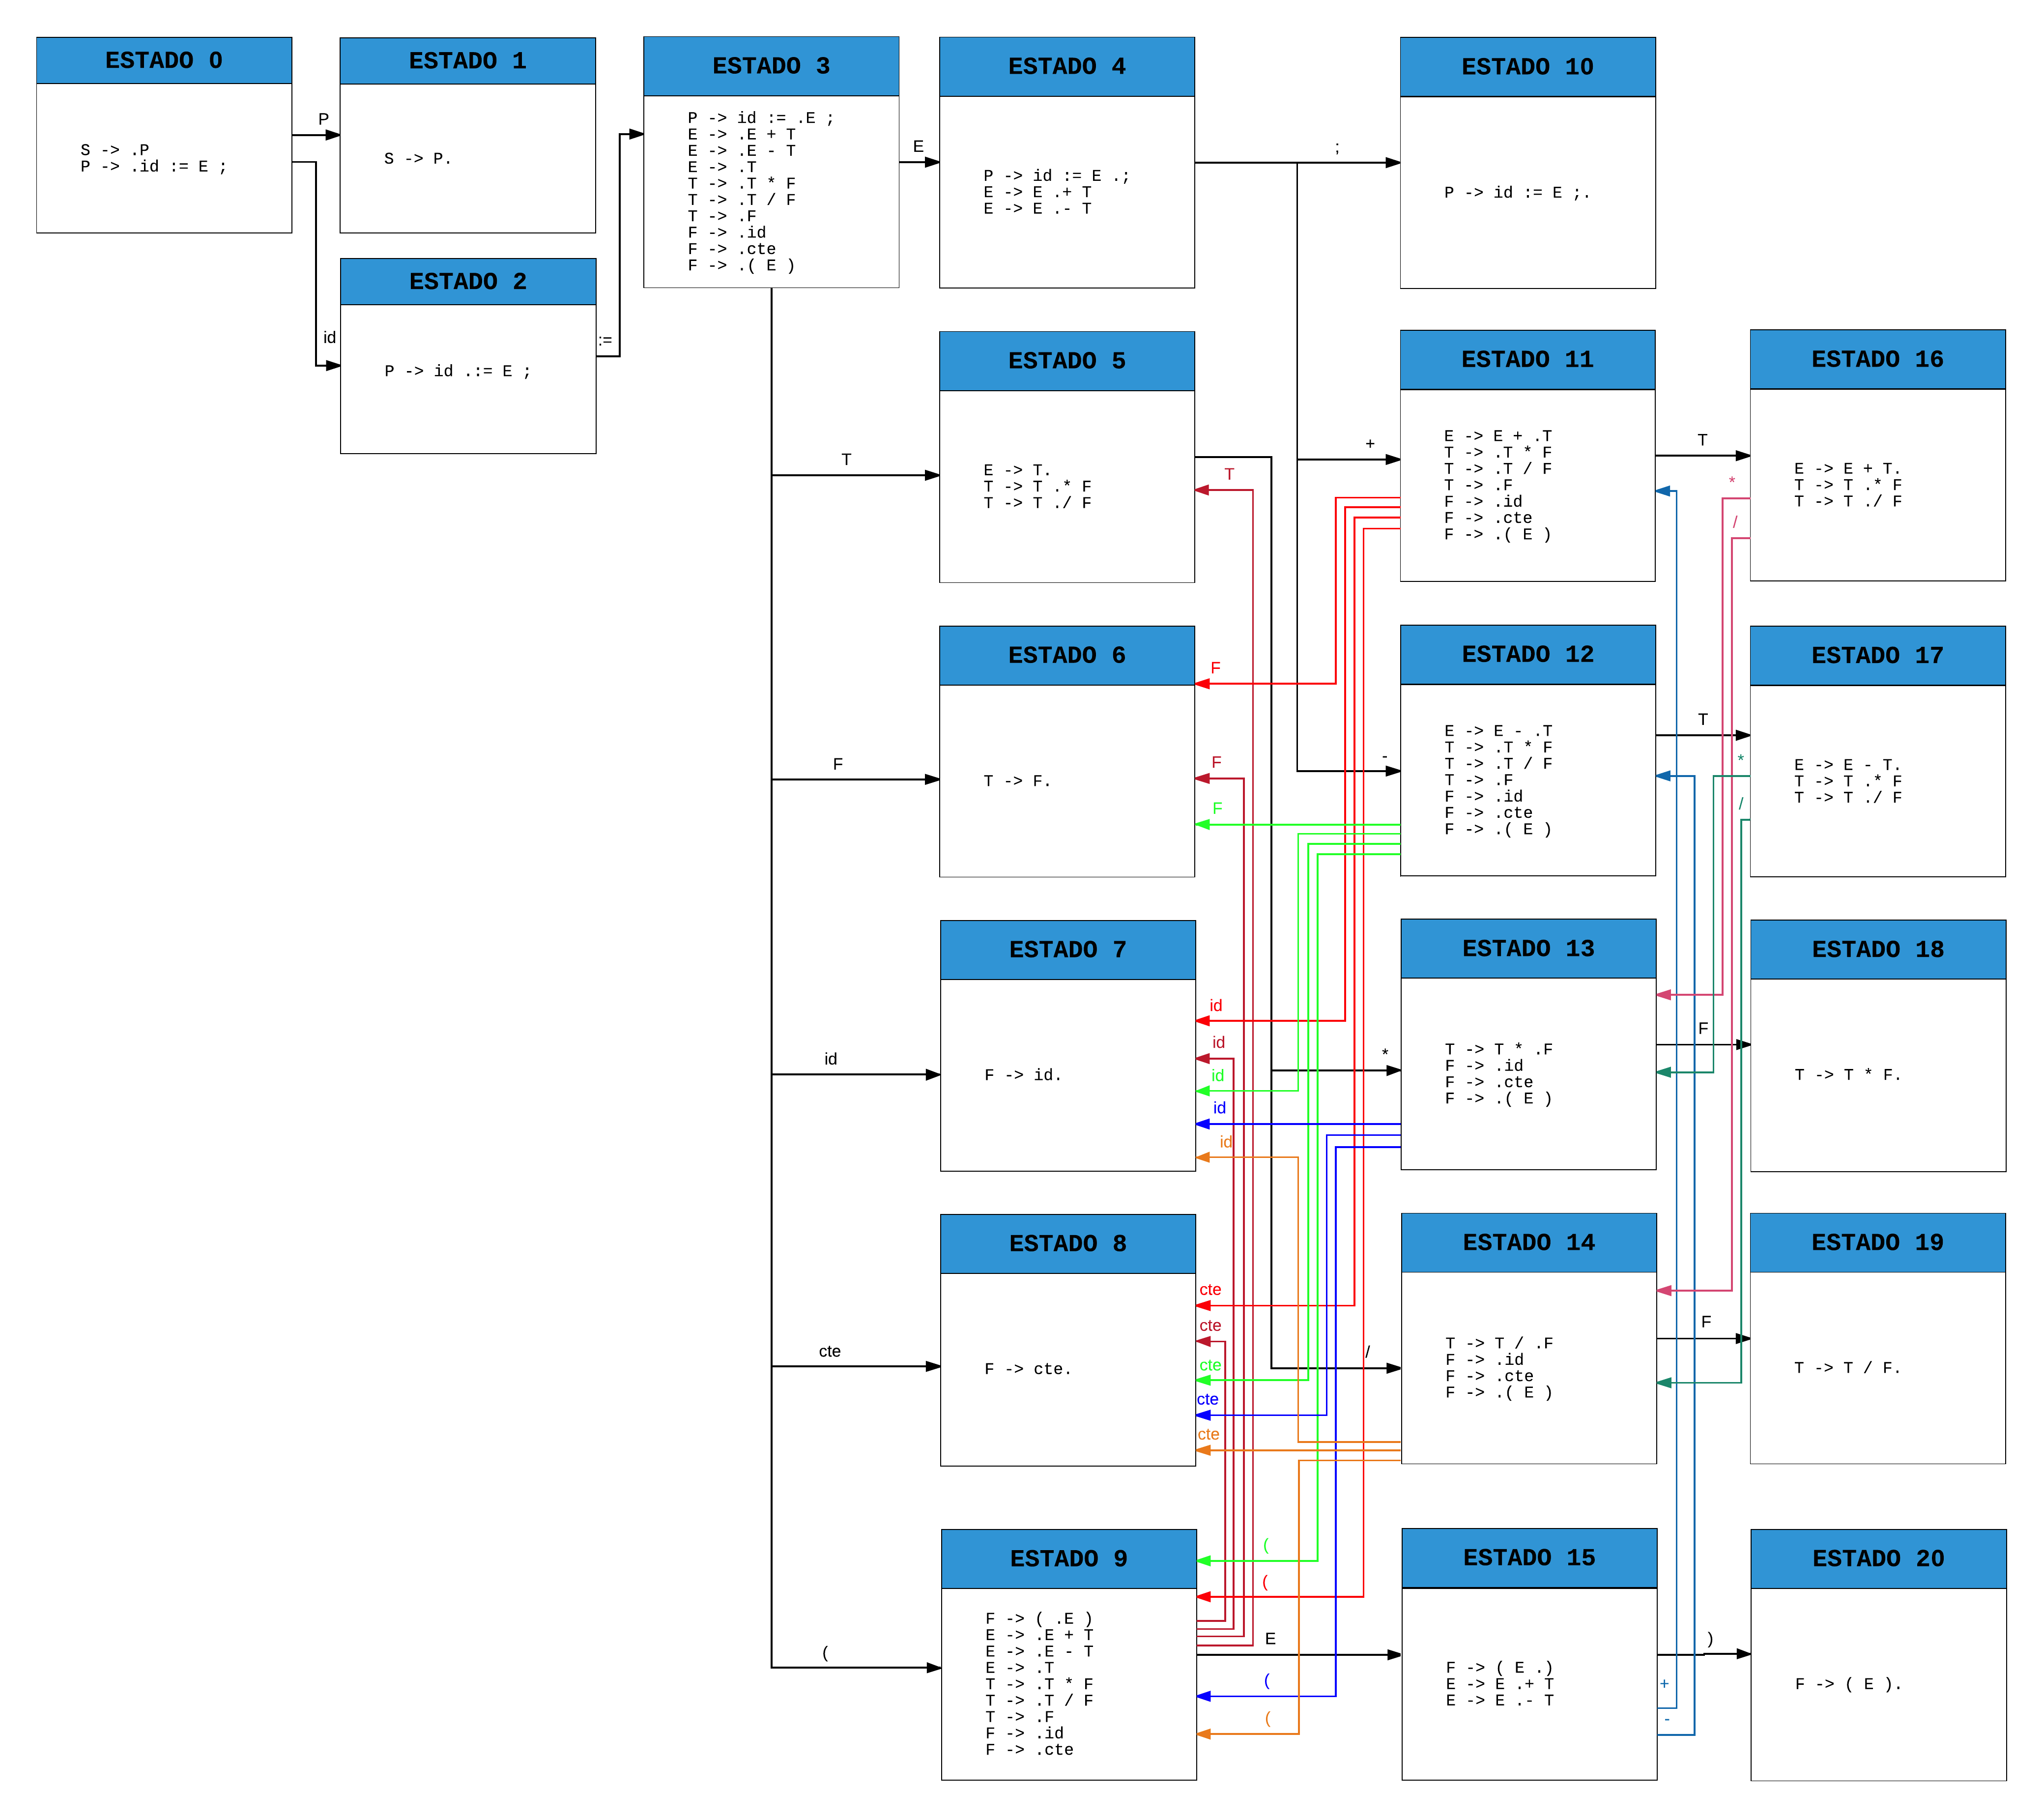 ESTADO 0
S -> .P
P -> .id := E ;
P
id
ESTADO 1
S -> P.
ESTADO 2
P -> id .:= E ;
:=
ESTADO 3
P -> id := .E ;
E -> .E + T
E -> .E - T
E -> .T
T -> .T * F
T -> .T / F
T -> .F
F -> .id
F -> .cte
F -> .( E )
E
T
F
id
cte
(
ESTADO 4
P -> id := E .;
E -> E .+ T
E -> E .- T
;
+
-
ESTADO 10
P -> id := E ;.
ESTADO 5
E -> T.
T -> T .* F
T -> T ./ F
T
*
/
ESTADO 11
E -> E + .T
T -> .T * F
T -> .T / F
T -> .F
F -> .id
F -> .cte
F -> .( E )
T
ESTADO 16
E -> E + T.
T -> T .* F
T -> T ./ F
*
/
ESTADO 6
T -> F.
F
F
F
ESTADO 12
E -> E - .T
T -> .T * F
T -> .T / F
T -> .F
F -> .id
F -> .cte
F -> .( E )
T
ESTADO 17
E -> E - T.
T -> T .* F
T -> T ./ F
*
/
ESTADO 7
F -> id.
id
id
id
id
id
ESTADO 13
T -> T * .F
F -> .id
F -> .cte
F -> .( E )
F
ESTADO 18
T -> T * F.
ESTADO 8
F -> cte.
cte
cte
cte
cte
cte
ESTADO 14
T -> T / .F
F -> .id
F -> .cte
F -> .( E )
F
ESTADO 19
T -> T / F.
ESTADO 9
F -> ( .E )
E -> .E + T
E -> .E - T
E -> .T
T -> .T * F
T -> .T / F
T -> .F
F -> .id
F -> .cte
(
(
E
(
(
ESTADO 15
F -> ( E .)
E -> E .+ T
E -> E .- T
)
+
-
ESTADO 20
F -> ( E ).